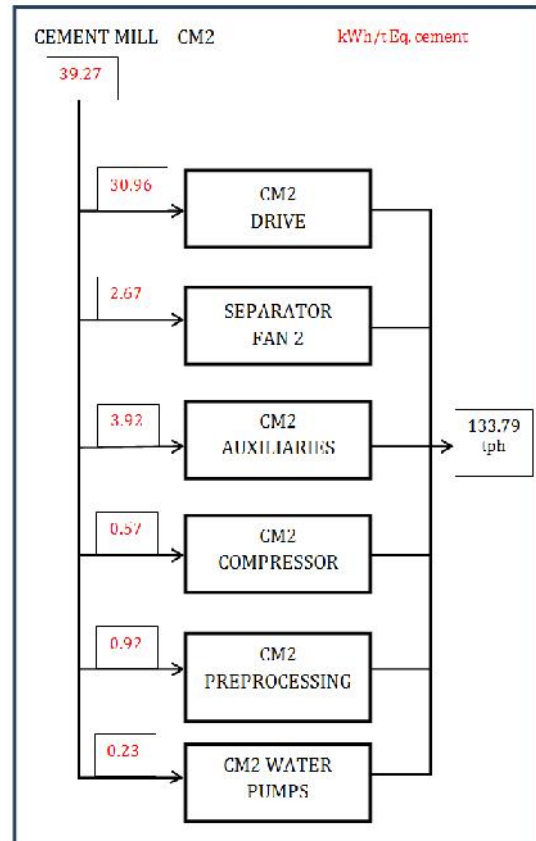 CEMENT MILL CM2
kWh/t Eq. cement
39.27
30.96
CM2
DRIVE
2.67
SEPARATOR
FAN 2
3.92
CM2
AUXILIARIES
133.79
tph
0.57
CM2
COMPRESSOR
0.92
CM2
PREPROCESSING
0.23
CM2 WATER
PUMPS